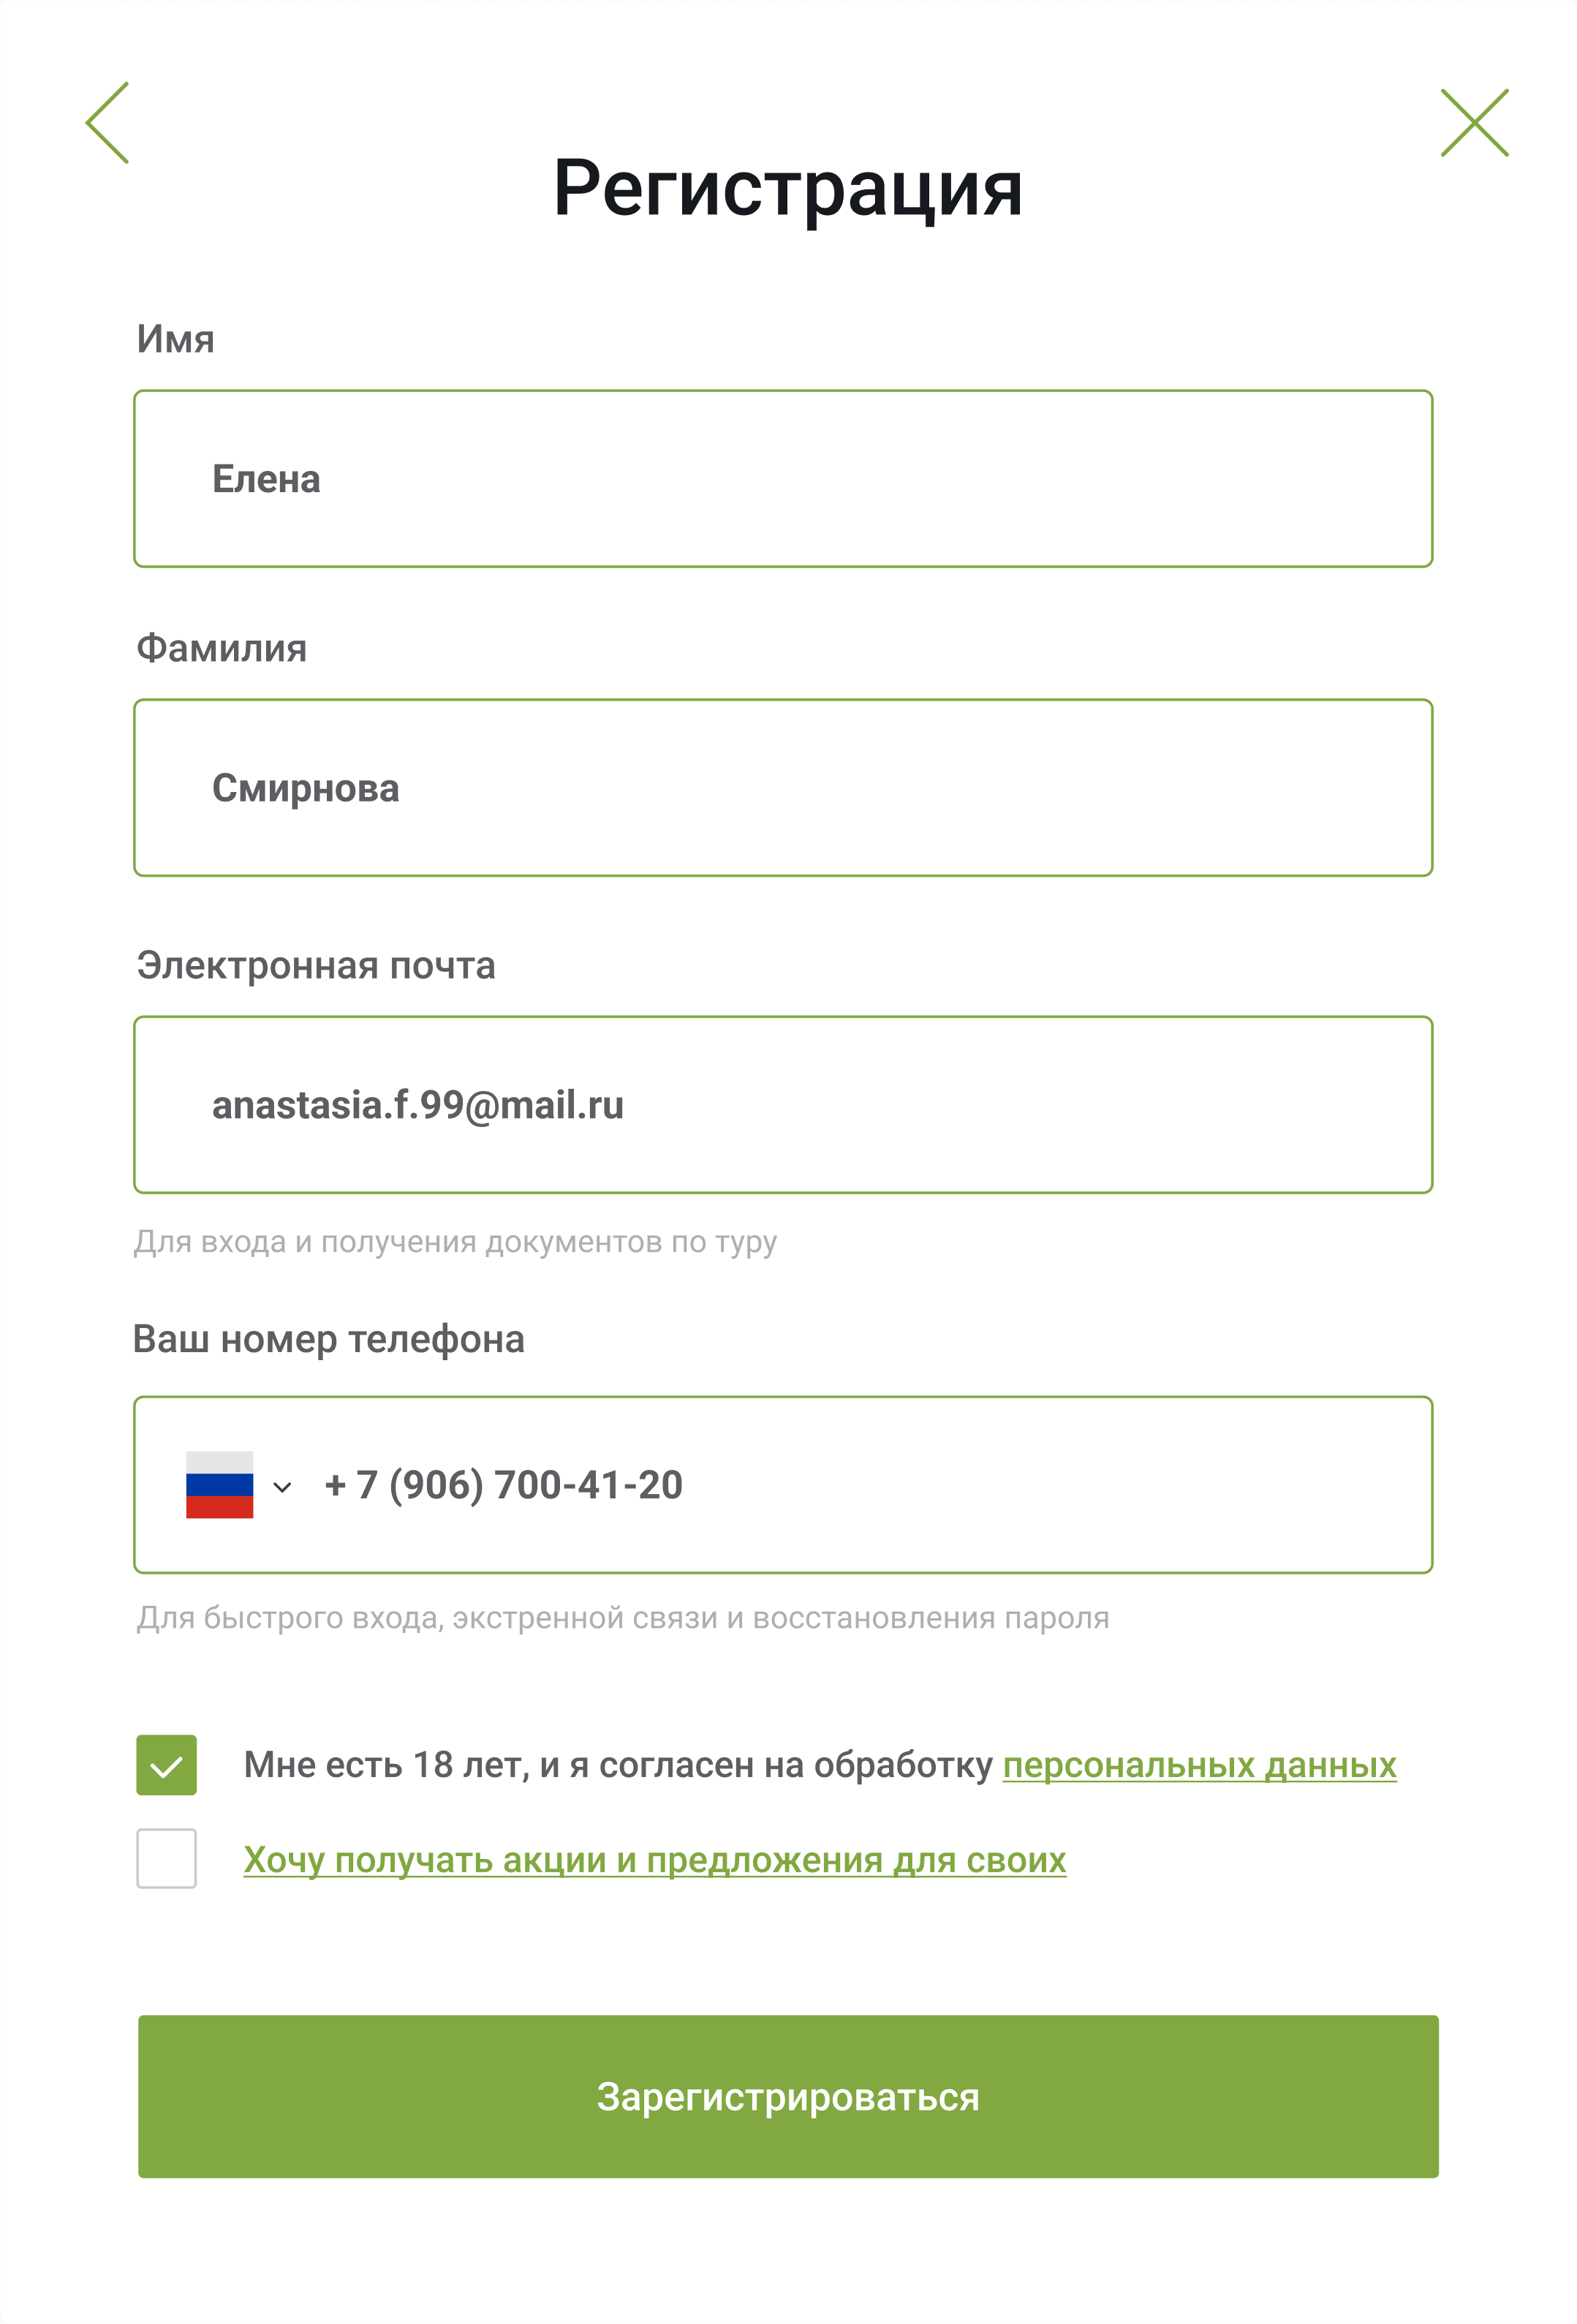 Регистрация
Имя
Елена
Фамилия
Смирнова
Электронная почта
anastasia.f.99@mail.ru
Для входа и получения документов по туру
Ваш номер телефона
+ 7 (906) 700-41-20
Для быстрого входа, экстренной связи и восстановления пароля
Мне есть 18 лет, и я согласен на обработку персональных данных
Хочу получать акции и предложения для своих
Зарегистрироваться